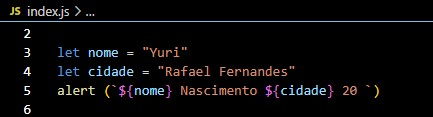 JS index.js > ...
2
3 let nome = "Yuri"
4 let cidade = "Rafael Fernandes"
5 alert (`${nome} Nascimento ${cidade} 20 `)
6